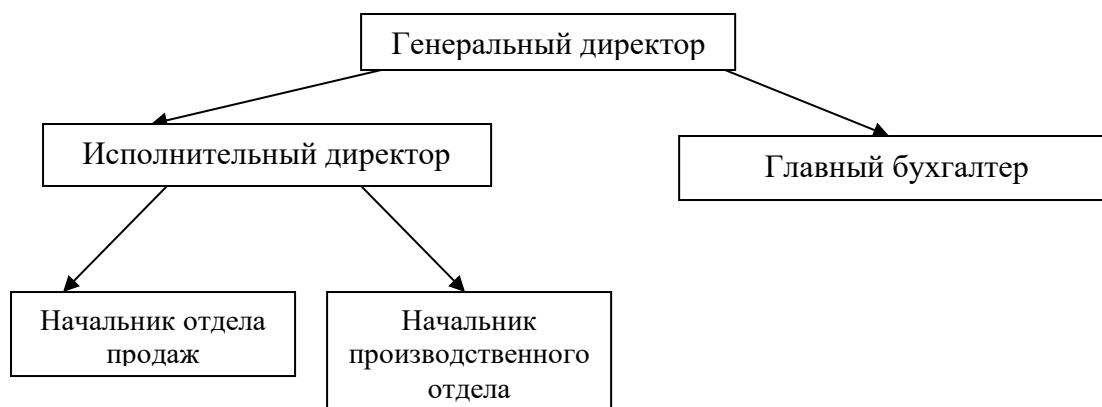 Генеральный директор
Исполнительный директор
Главный бухгалтер
Начальник отдела
продаж
Начальник
производственного
отдела